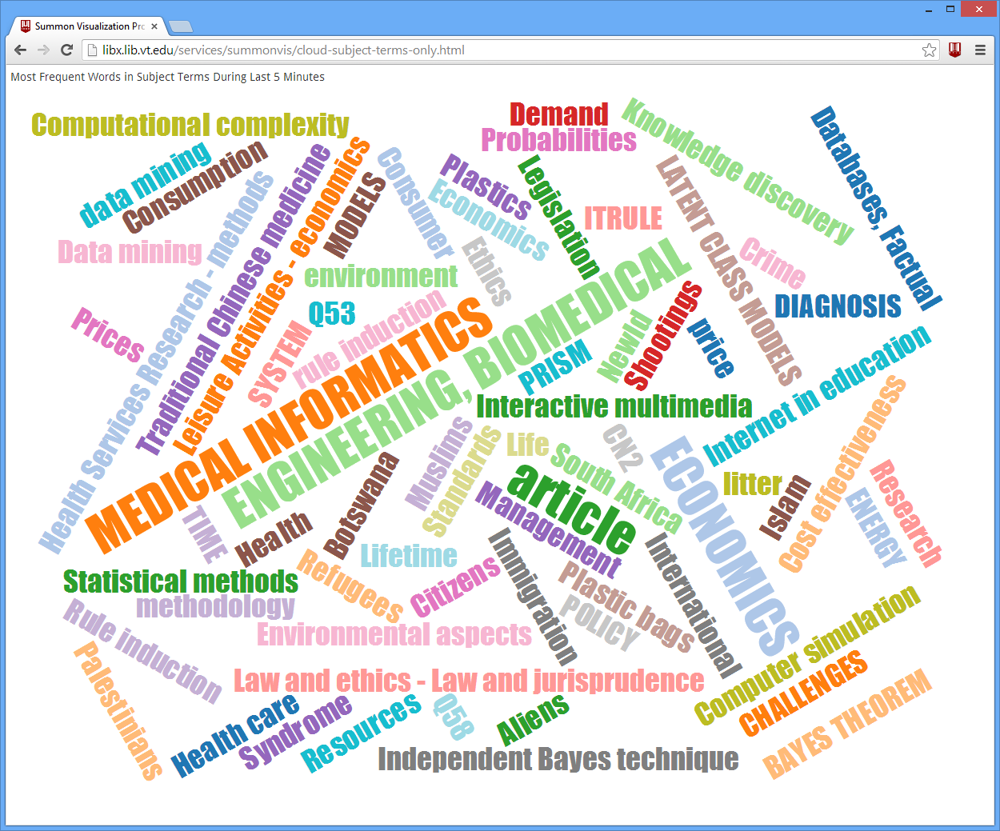 Summon Visualization Pro
libx.lib.vt.edu/services/summonvis/cloud-subject-terms-only.html
Most Frequent Words in Subject Terms During Last 5 Minutes
Computational complexity
Demand
Probabilities
Knowledge discovery
Databases, Factual
data mining
Consumption
Health Services Research - methods
Traditional Chinese medicine
Leisure Activities - economics
MODELS
Consumer
Plastics
Economics
Legislation
ITRULE
LATENT CLASS MODELS
Crime
Data mining
environment
Ethics
Q53
DIAGNOSIS
Prices
SYSTEM
rule induction
MEDICAL INFORMATICS
ENGINEERING, BIOMEDICAL
PRISM
NewId
Shootings
price
Interactive multimedia
Internet in education
Cost effectiveness
Muslims
Standards
Life
South Africa
CN2
ECONOMICS
litter
Islam
Research
ENERGY
article
Management
Botswana
TIME
Health
Lifetime
Refugees
Citizens
Immigration
International
Plastic bags
POLICY
Statistical methods
methodology
Rule induction
Environmental aspects
Computer simulation
Palestinians
Law and ethics - Law and jurisprudence
CHALLENGES
BAYES THEOREM
Health care
Syndrome
Resources
Q58
Aliens
Independent Bayes technique